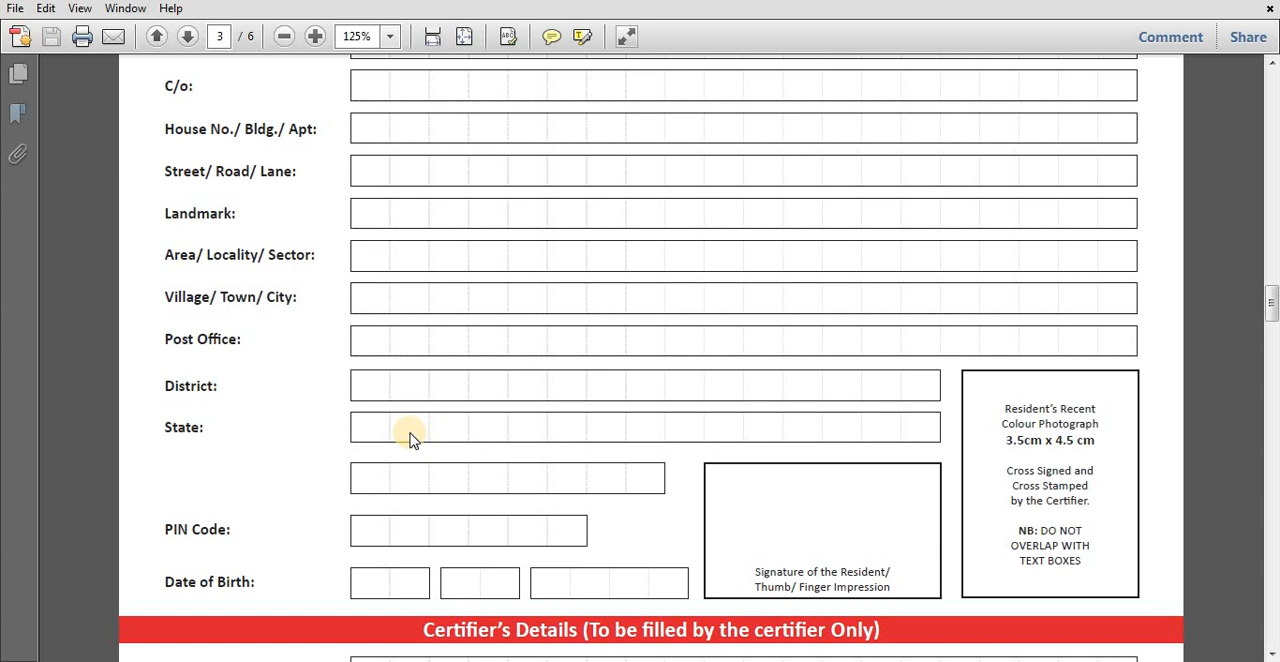 File Edit View Window Help
3 / 6 125% Comment Share
C/o:
House No./ Bldg./ Apt:
Street/ Road/ Lane:
Landmark:
Area/ Locality/ Sector:
Village/ Town/ City:
Post Office:
District:
State:
PIN Code:
Date of Birth:
Signature of the Resident/
Thumb/ Finger Impression
Resident's Recent
Colour Photograph
3.5cm x 4.5 cm
Cross Signed and
Cross Stamped
by the Certifier.
NB: DO NOT
OVERLAP WITH
TEXT BOXES
Certifier's Details (To be filled by the certifier Only)